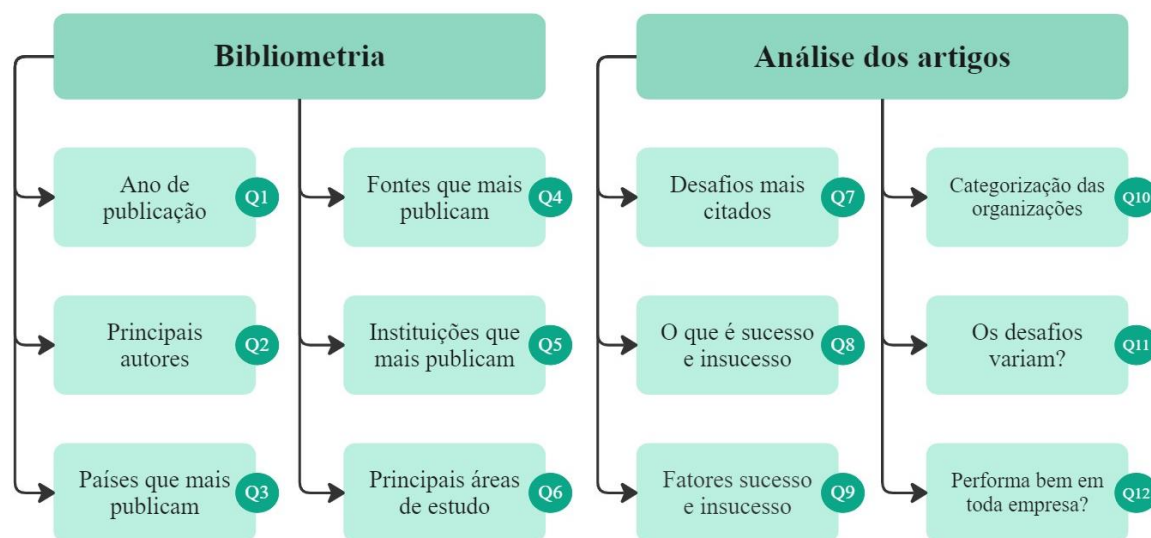 Bibliometria
Ano de
publicação
Q1
Principais
autores
Q2
Países que mais
publicam
Q3
Fontes que mais
publicam
Q4
Instituições que
mais publicam
Q5
Principais áreas
de estudo
Q6
Análise dos artigos
Desafios mais
citados
Q7
O que é sucesso
e insucesso
Q8
Fatores sucesso
e insucesso
Q9
Categorização das
organizações
Q10
Os desafios
variam?
Q11
Performa bem em
toda empresa?
Q12